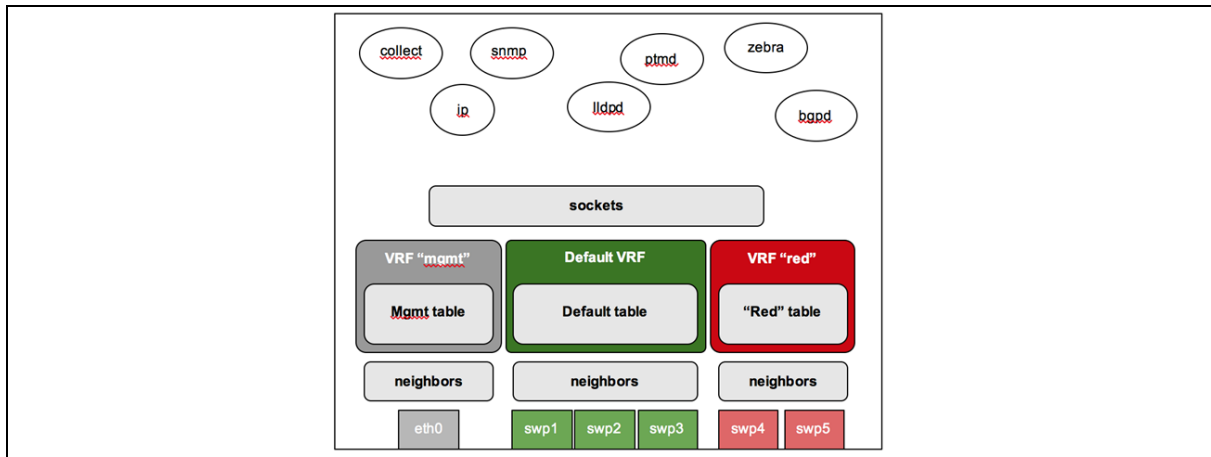 collect
snmp
ptmd
zebra
ip
lldpd
bgpd
sockets
VRF “mgmt”
Default VRF
VRF “red”
Mgmt table
Default table
“Red” table
neighbors
neighbors
neighbors
eth0
swp1
swp2
swp3
swp4
swp5